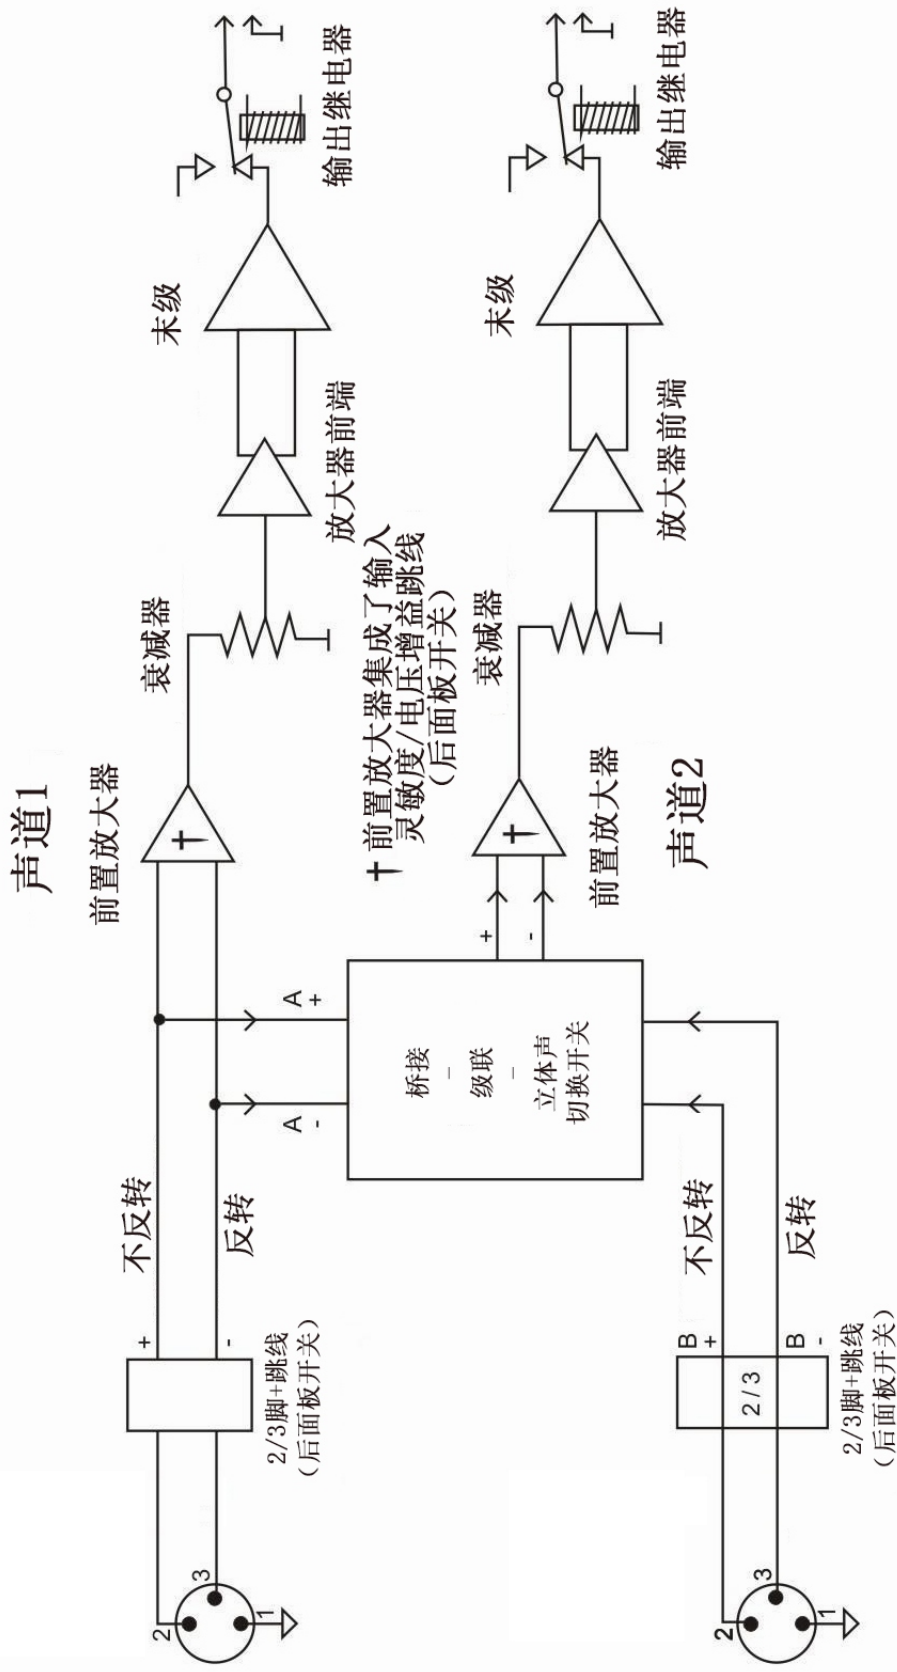 声道1
2
3
1
2/3脚+跳线
(后面板开关)
+
-
不反转
反转
前置放大器
†
衰减器
放大器前端
末级
输出继电器
A
+
A
-
桥接
-
级联
-
立体声
切换开关
+
-
† 前置放大器集成了输入
灵敏度/电压增益跳线
(后面板开关)
声道2
2
3
1
2/3
B
+
B
-
2/3脚+跳线
(后面板开关)
不反转
反转
前置放大器
†
衰减器
放大器前端
末级
输出继电器